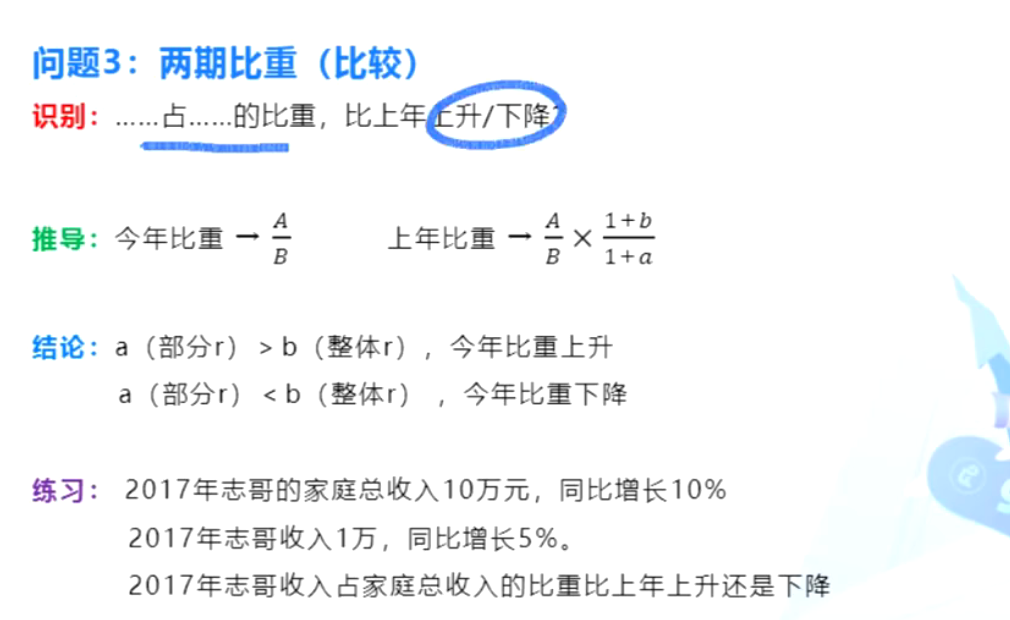 问题3：两期比重（比较）
识别：……占……的比重，比上年上升/下降？
推导：今年比重 → A/B 上年比重 → A/B × (1+b)/(1+a)
结论：a（部分r）＞b（整体r），今年比重上升
a（部分r）＜b（整体r），今年比重下降
练习：2017年志哥的家庭总收入10万元，同比增长10%
2017年志哥收入1万，同比增长5%。
2017年志哥收入占家庭总收入的比重比上年上升还是下降